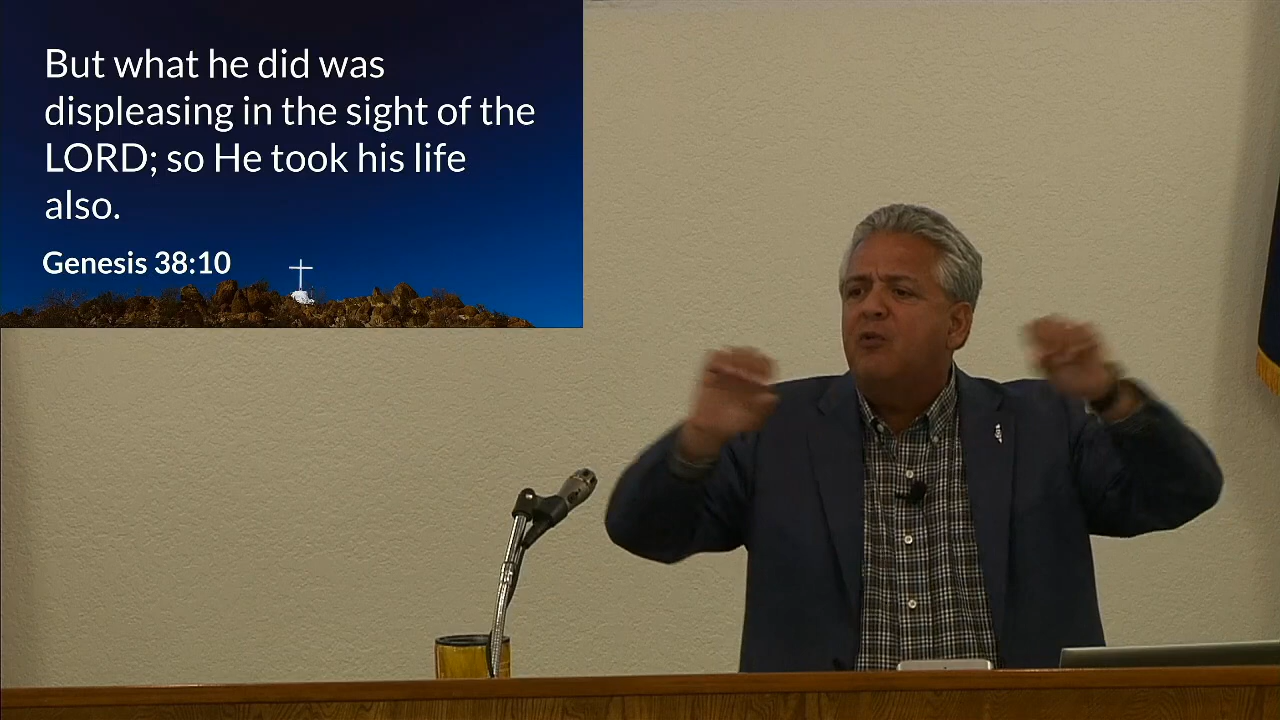 But what he did was
displeasing in the sight of the
LORD; so He took his life
also.
Genesis 38:10